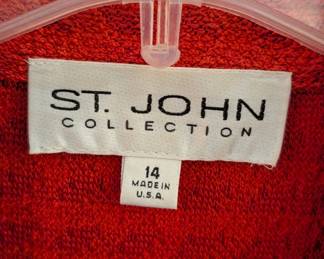 ST. JOHN
COLLECTION
14
MADE IN
U.S.A.